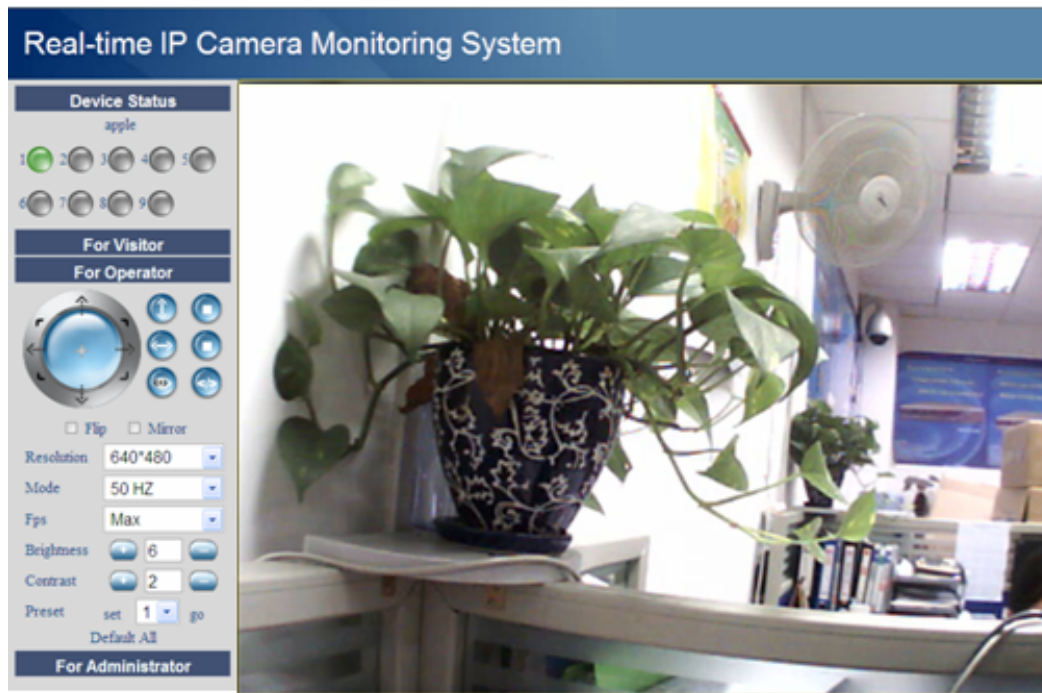 Real-time IP Camera Monitoring System
Device Status
apple
1 2 3 4 5
6 7 8 9
For Visitor
For Operator
Flip Mirror
Resolution 640*480
Mode 50 HZ
Fps Max
Brightness + 6 -
Contrast + 2 -
Preset set 1 go
Default All
For Administrator